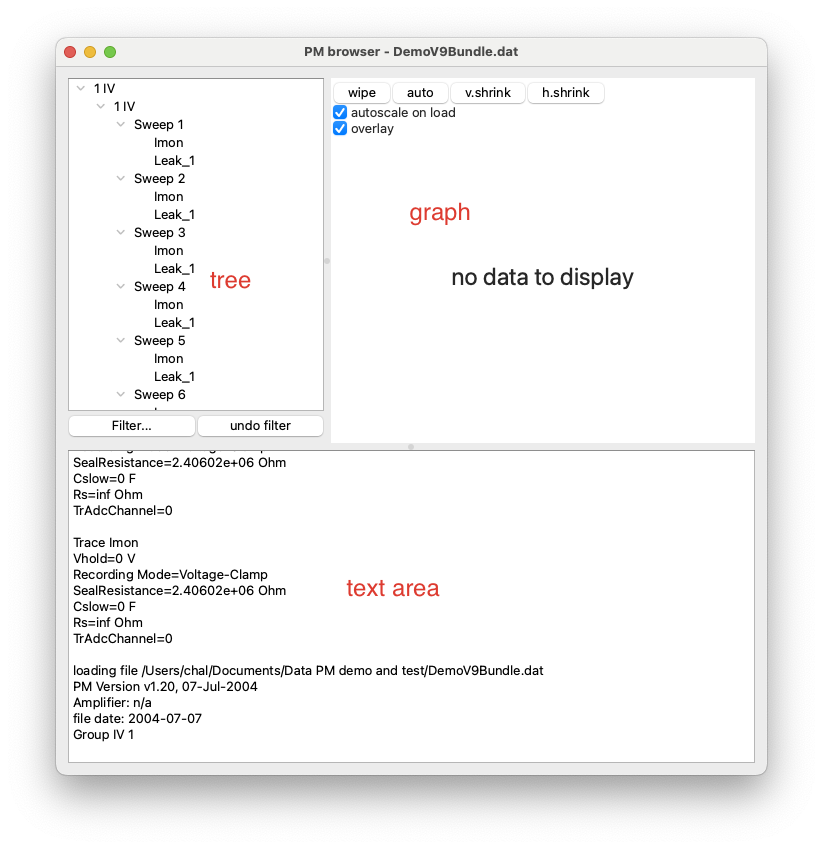 PM browser - DemoV9Bundle.dat
1 IV
1 IV
Sweep 1
Imon
Leak_1
Sweep 2
Imon
Leak_1
Sweep 3
Imon
Leak_1
Sweep 4
Imon
Leak_1
Sweep 5
Imon
Leak_1
Sweep 6
tree
Filter...
undo filter
wipe
auto
v.shrink
h.shrink
autoscale on load
overlay
graph
no data to display
SealResistance=2.40602e+06 Ohm
Cslow=0 F
Rs=inf Ohm
TrAdcChannel=0
Trace Imon
Vhold=0 V
Recording Mode=Voltage-Clamp
SealResistance=2.40602e+06 Ohm
Cslow=0 F
Rs=inf Ohm
TrAdcChannel=0
text area
loading file /Users/chal/Documents/Data PM demo and test/DemoV9Bundle.dat
PM Version v1.20, 07-Jul-2004
Amplifier: n/a
file date: 2004-07-07
Group IV 1